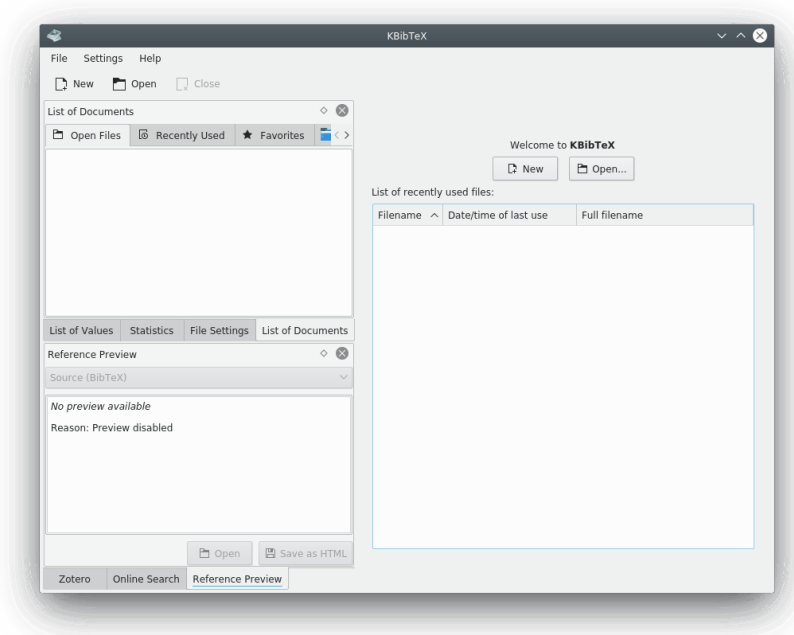 KBibTeX
File Settings Help
New Open Close
List of Documents
Open Files Recently Used Favorites
List of Values Statistics File Settings List of Documents
Reference Preview
Source (BibTeX)
No preview available
Reason: Preview disabled
Open Save as HTML
Zotero Online Search Reference Preview
Welcome to KBibTeX
New Open...
List of recently used files:
Filename Date/time of last use Full filename